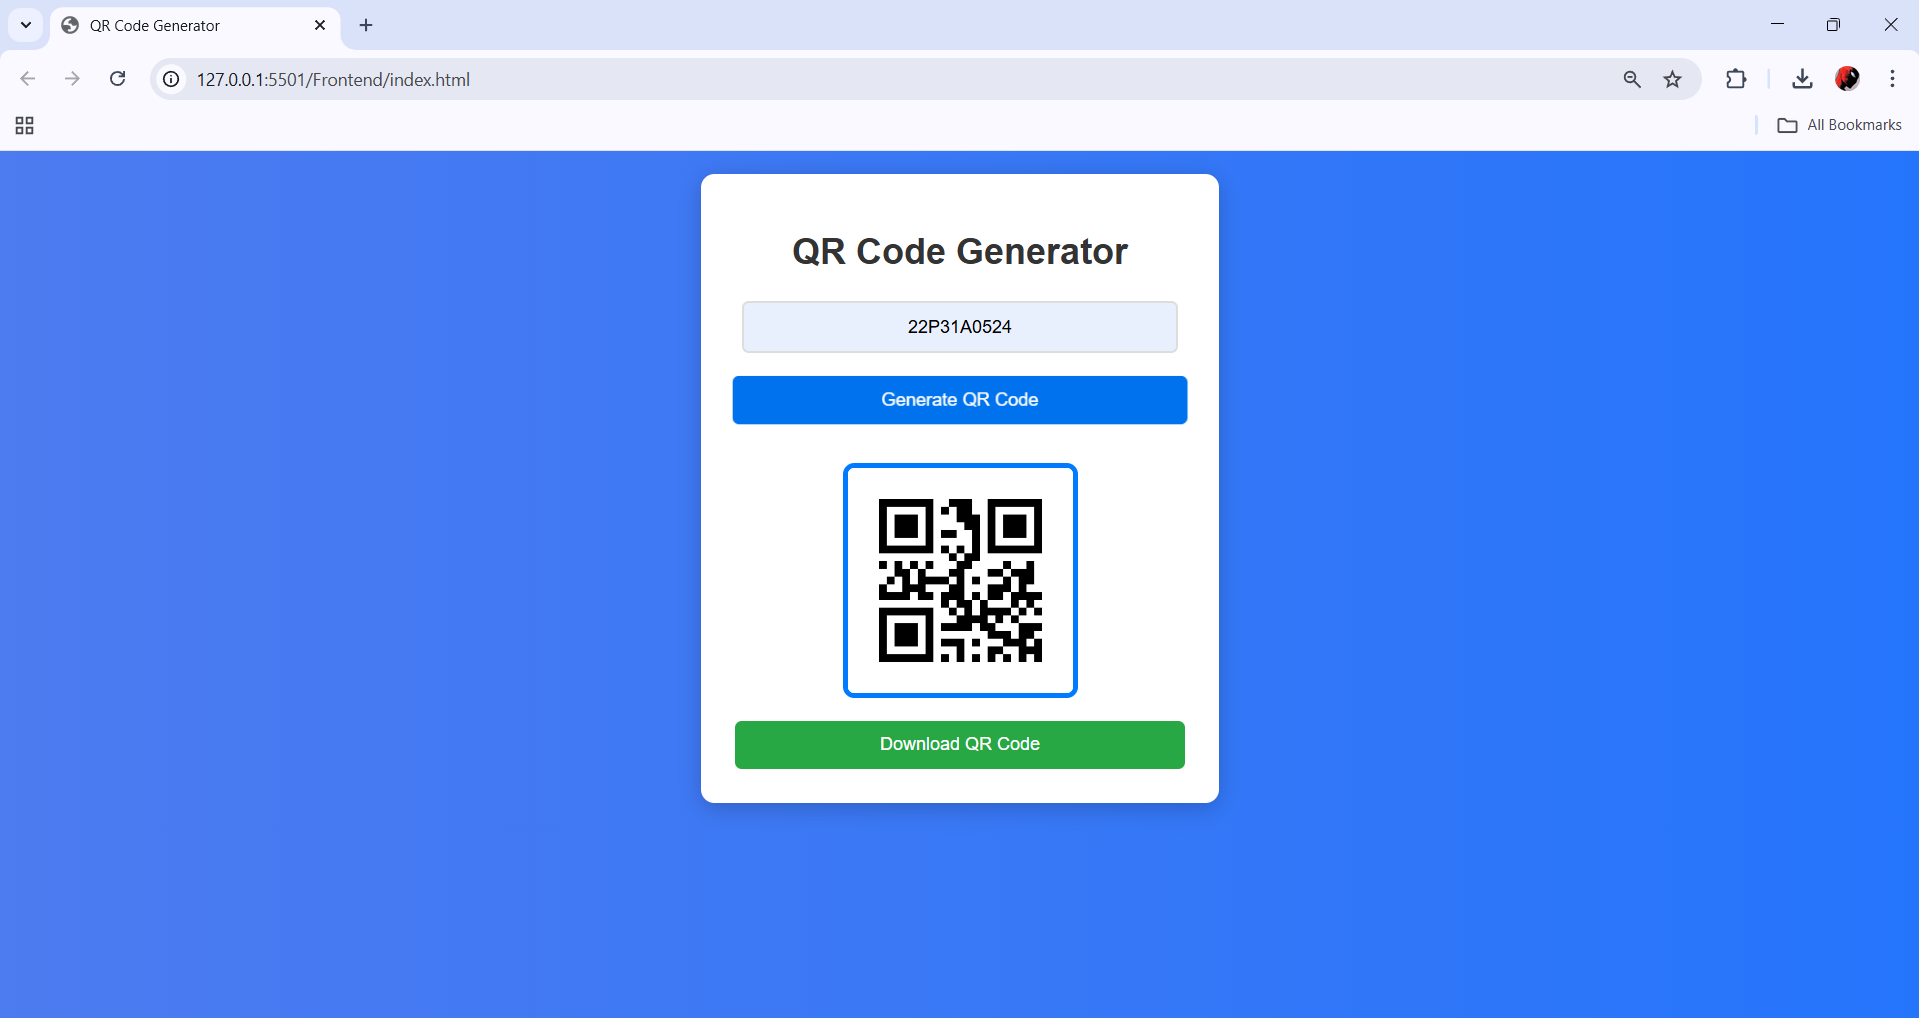 QR Code Generator
127.0.0.1:5501/Frontend/index.html
All Bookmarks
QR Code Generator
22P31A0524
Generate QR Code
Download QR Code